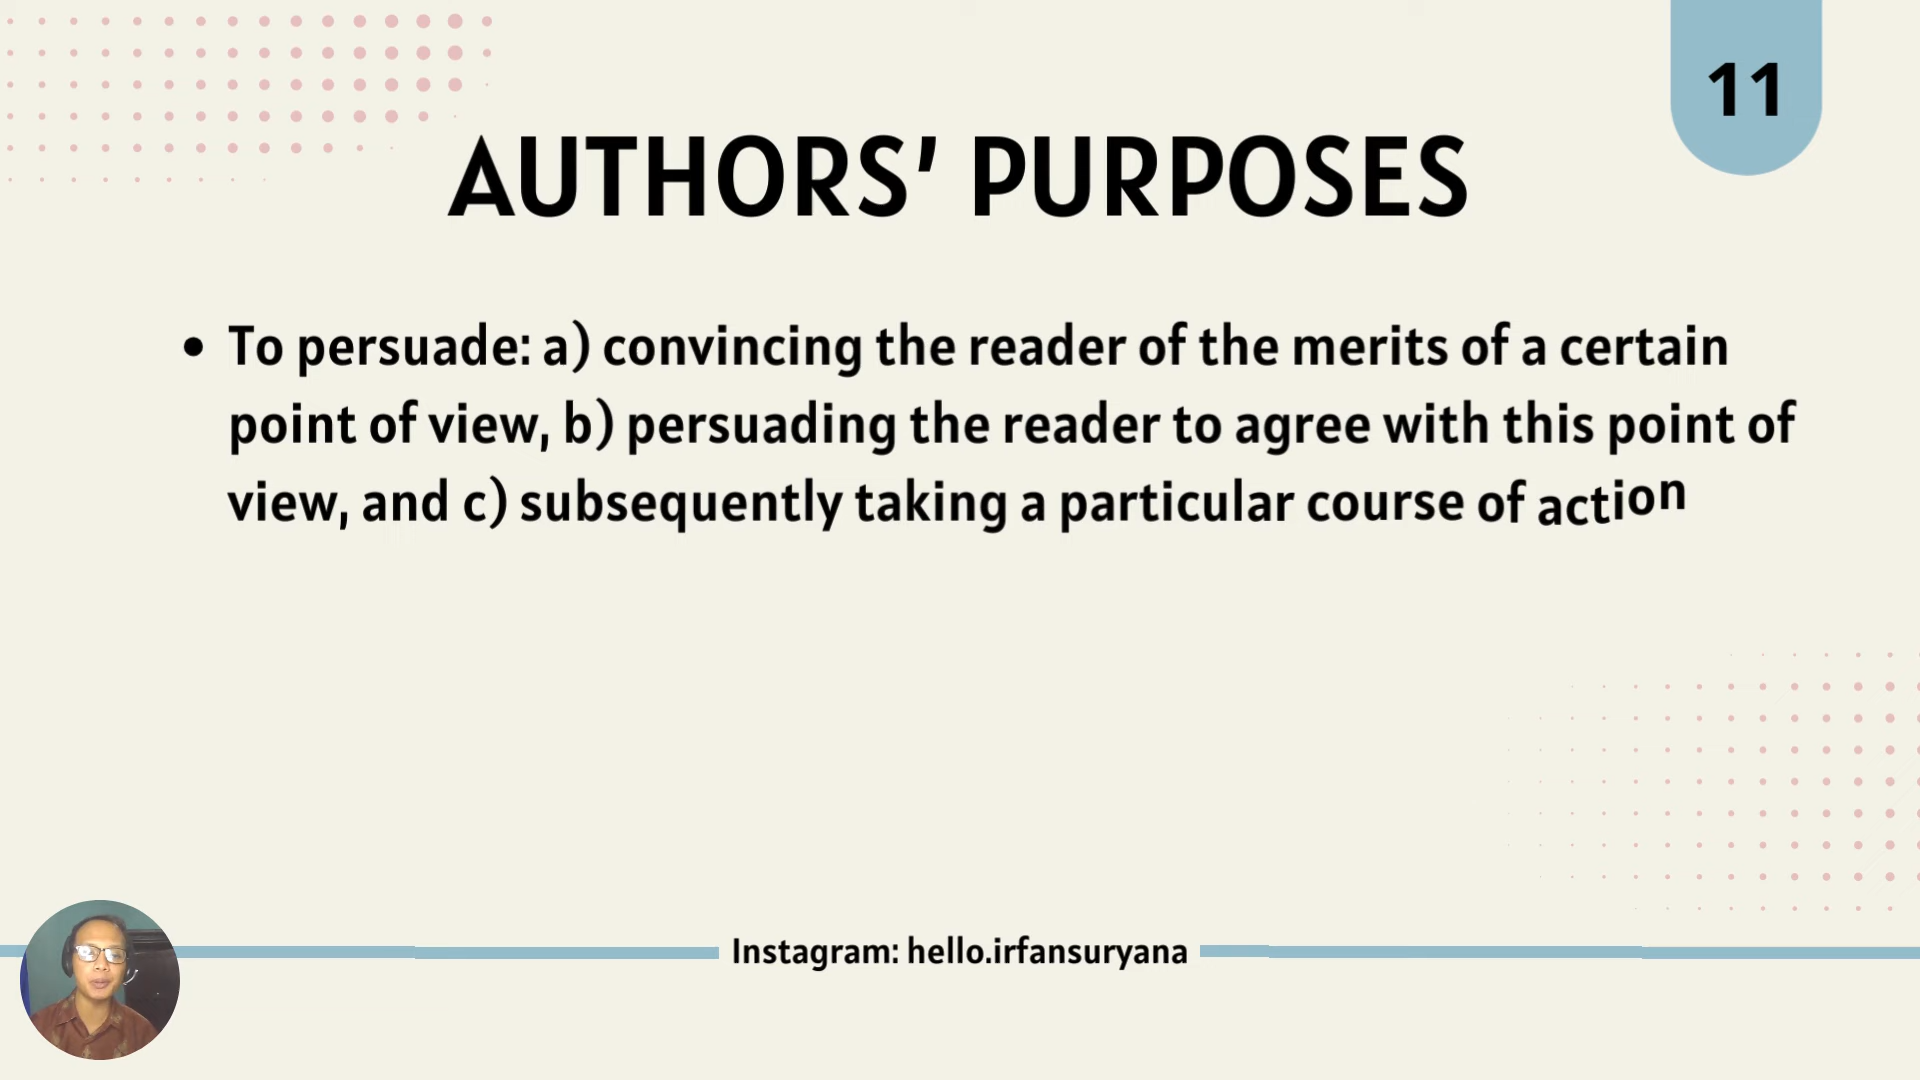 11
AUTHORS' PURPOSES
• To persuade: a) convincing the reader of the merits of a certain
point of view, b) persuading the reader to agree with this point of
view, and c) subsequently taking a particular course of action
Instagram: hello.irfansuryana